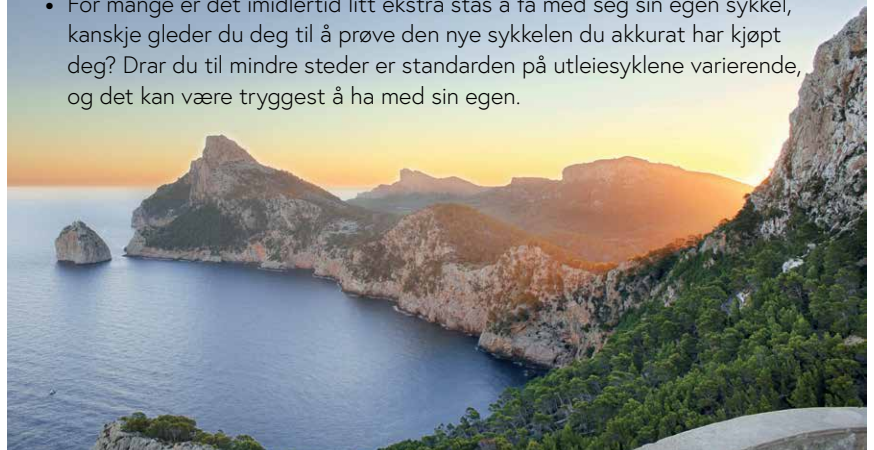 • For mange er det imidlertid litt ekstra stas å få med seg sin egen sykkel,
kanskje gleder du deg til å prøve den nye sykkelen du akkurat har kjøpt
deg? Drar du til mindre steder er standarden på utleiesyklene varierende,
og det kan være tryggest å ha med sin egen.